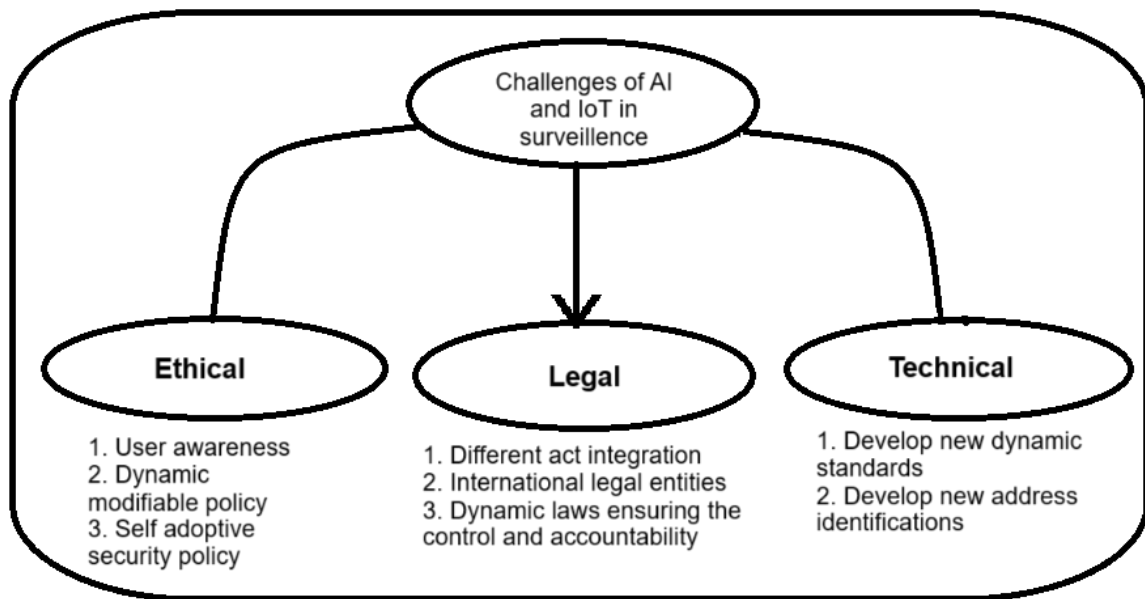 Challenges of AI
and IoT in
surveillence
Ethical
1. User awareness
2. Dynamic
modifiable policy
3. Self adoptive
security policy
Legal
1. Different act integration
2. International legal entities
3. Dynamic laws ensuring the
control and accountability
Technical
1. Develop new dynamic
standards
2. Develop new address
identifications